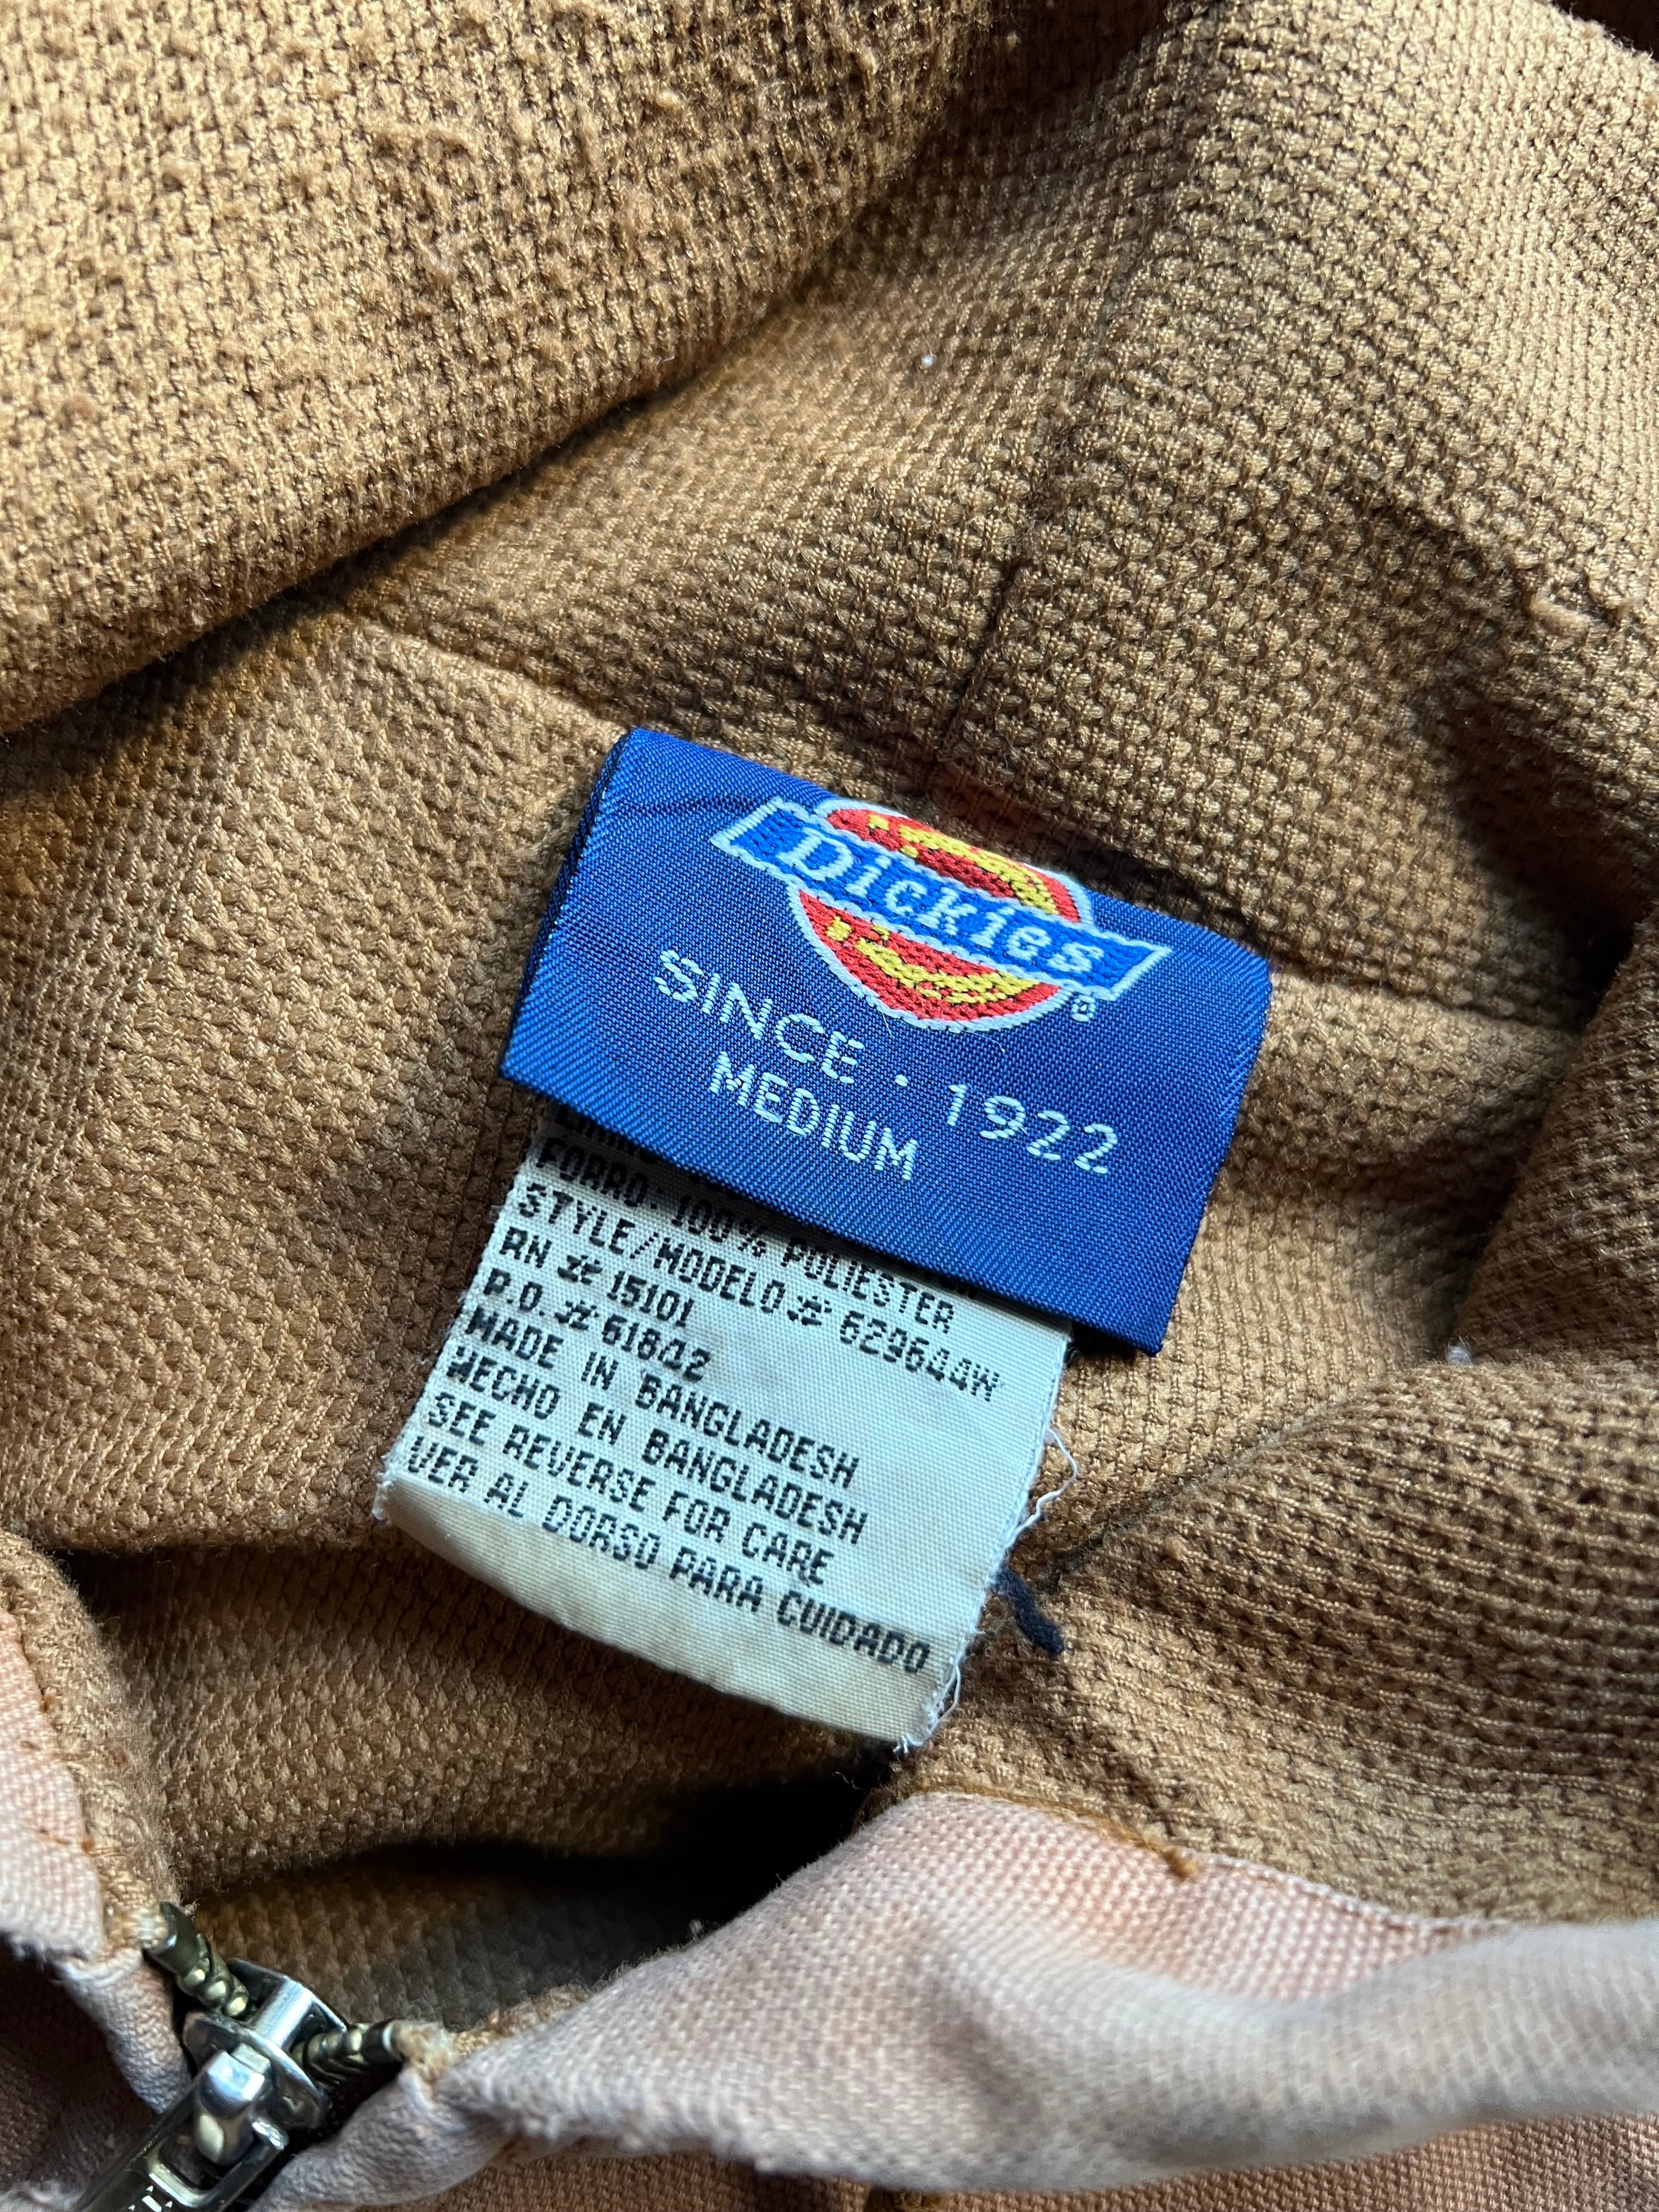 Dickies
®
SINCE • 1922
MEDIUM
FORRO: 100% POLIESTER
STYLE/MODELO # 629644W
RN # 15101
P.O. # 61842
MADE IN BANGLADESH
HECHO EN BANGLADESH
SEE REVERSE FOR CARE
VER AL DORSO PARA CUIDADO